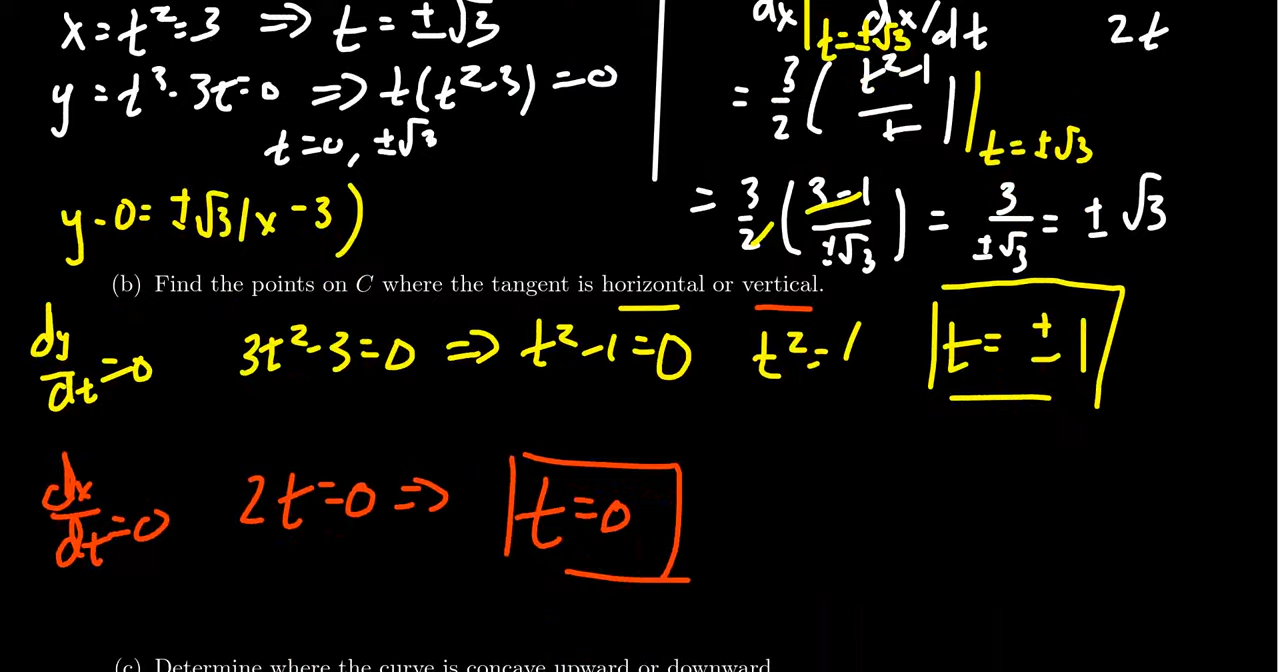 x = t² = 3 ⇒ t = ±√3
y = t³ - 3t = 0 ⇒ t(t² - 3) = 0
t = 0, ±√3
y - 0 = ±√3(x - 3)
dx|t = ±√3 dx/dt 2t
= 3/2 ( t² - 1 / t )|t = ±√3
= 3/2 ( 3 - 1 / ±√3 ) = 3 / ±√3 = ±√3
(b) Find the points on C where the tangent is horizontal or vertical.
dy/dt = 0 3t² - 3 = 0 ⇒ t² - 1 = 0 t² = 1 t = ±1
dx/dt = 0 2t = 0 ⇒ t = 0
(c) Determine where the curve is concave upward or downward